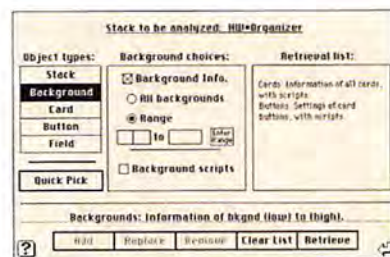 Stack to be analyzed: HW•Organizer
Object types:
Stack
Background
Card
Button
Field
Quick Pick
Background choices:
Background Info.
All backgrounds
Range
to
Enter Range
Background scripts
Retrieval list:
Cards: Information of all cards,
with scripts.
Buttons: Settings of card
buttons, with scripts.
Backgrounds: Information of bkgnd (low) to (high).
?
Add
Replace
Remove
Clear List
Retrieve